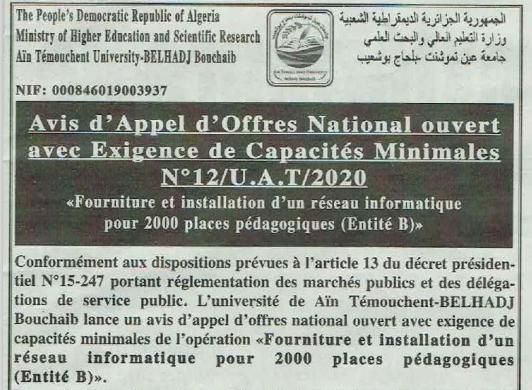 The People's Democratic Republic of Algeria
Ministry of Higher Education and Scientific Research
Aïn Témouchent University-BELHADJ Bouchaib
الجمهورية الجزائرية الديمقراطية الشعبية
وزارة التعليم العالي والبحث العلمي
جامعة عين تموشنت -بلحاج بوشعيب
NIF: 000846019003937
Avis d'Appel d'Offres National ouvert
avec Exigence de Capacités Minimales
N°12/U.A.T/2020
«Fourniture et installation d'un réseau informatique
pour 2000 places pédagogiques (Entité B)»
Conformément aux dispositions prévues à l'article 13 du décret présiden-
tiel N°15-247 portant réglementation des marchés publics et des déléga-
tions de service public. L'université de Aïn Témouchent-BELHADJ
Bouchaib lance un avis d'appel d'offres national ouvert avec exigence de
capacités minimales de l'opération «Fourniture et installation d'un
réseau informatique pour 2000 places pédagogiques
(Entité B)».